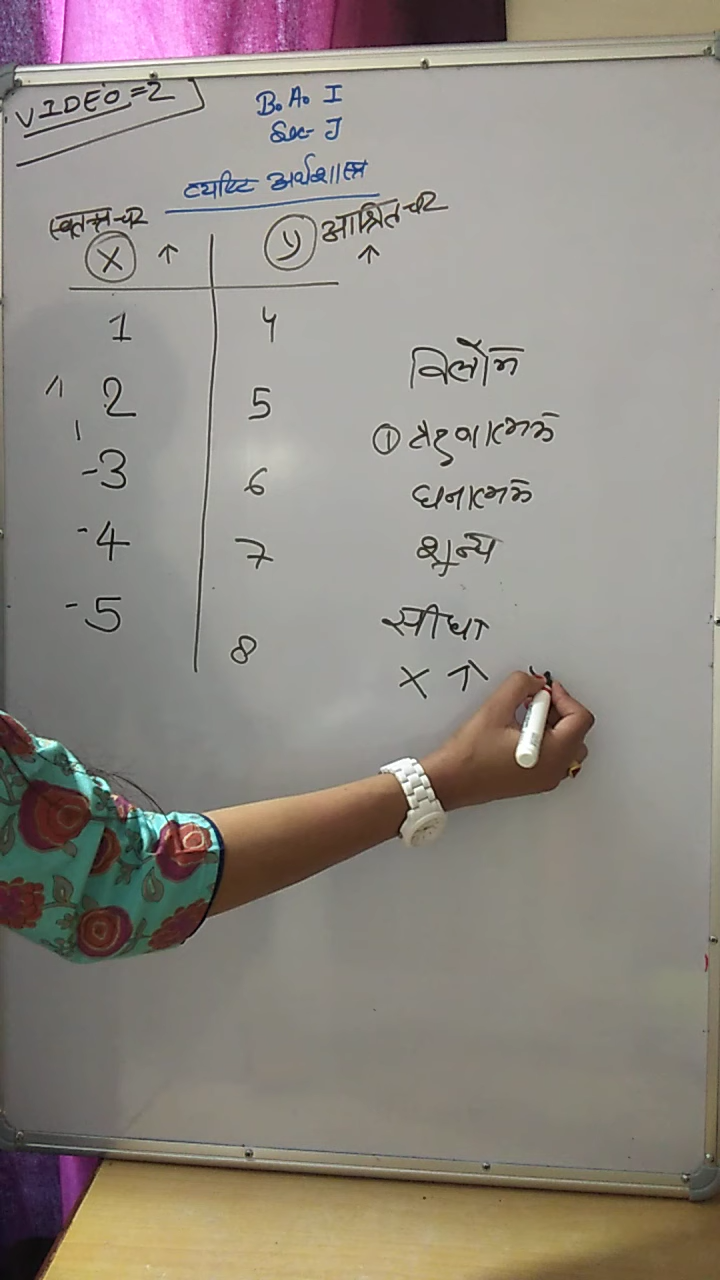 VIDEO=2
B.A. I
Sec-J
व्यष्टि अर्थशास्त्र
स्वतन्त्र चर
आश्रित चर
X ↑
y ↑
1 4
2 5
-3 6
-4 7
-5 8
विलोम
① ऋणात्मक
धनात्मक
शून्य
सीधा
X ↑